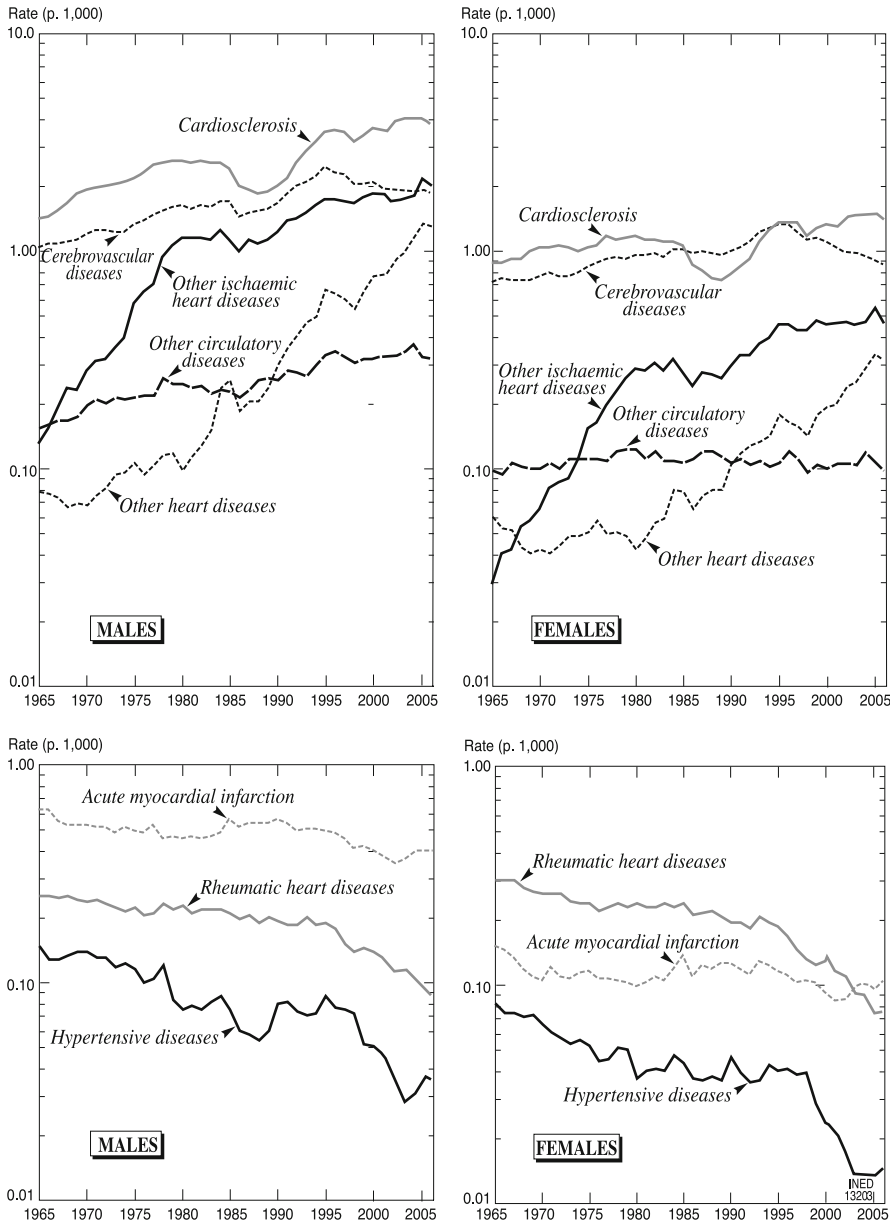 Rate (p. 1,000)
10.0
Cardiosclerosis
1.00
Cerebrovascular
diseases
Other ischaemic
heart diseases
Other circulatory
diseases
0.10
Other heart diseases
MALES
0.01
1965 1970 1975 1980 1985 1990 1995 2000 2005
Rate (p. 1,000)
10.0
Cardiosclerosis
1.00
Cerebrovascular
diseases
Other ischaemic
heart diseases
Other circulatory
diseases
0.10
Other heart diseases
FEMALES
0.01
1965 1970 1975 1980 1985 1990 1995 2000 2005
Rate (p. 1,000)
1.00
Acute myocardial infarction
Rheumatic heart diseases
0.10
Hypertensive diseases
MALES
0.01
1965 1970 1975 1980 1985 1990 1995 2000 2005
Rate (p. 1,000)
1.00
Rheumatic heart diseases
Acute myocardial infarction
0.10
Hypertensive diseases
FEMALES
INED
13203
0.01
1965 1970 1975 1980 1985 1990 1995 2000 2005